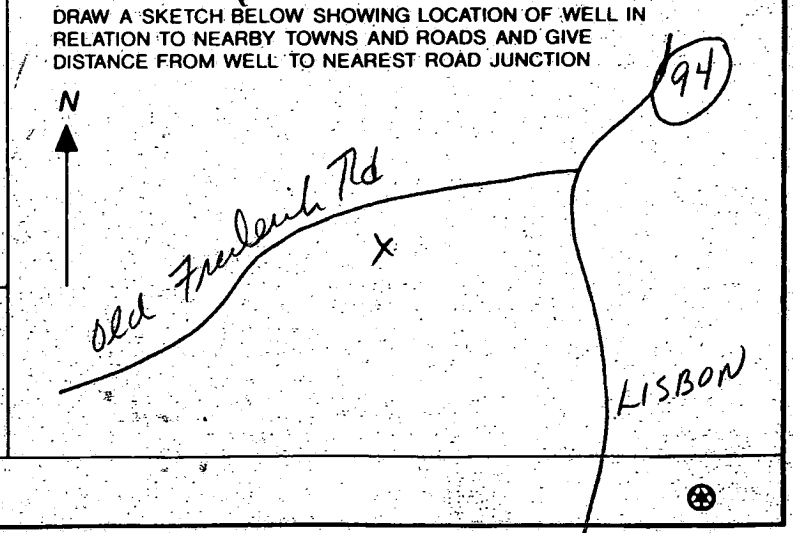 DRAW A SKETCH BELOW SHOWING LOCATION OF WELL IN
RELATION TO NEARBY TOWNS AND ROADS AND GIVE
DISTANCE FROM WELL TO NEAREST ROAD JUNCTION
N
94
Old Frederick Rd
X
LISBON